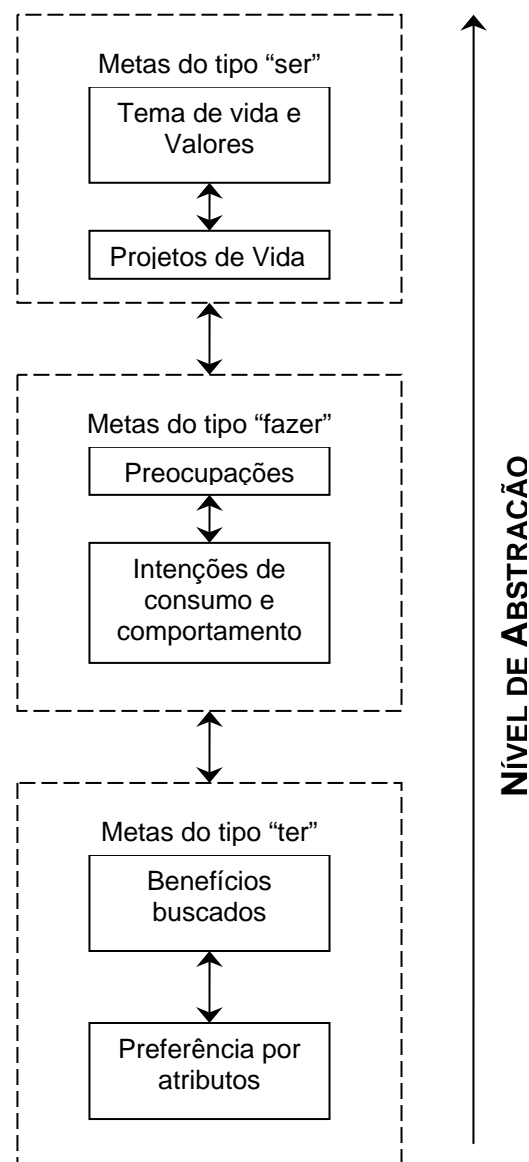 Metas do tipo “ser”
Tema de vida e
Valores
Projetos de Vida
Metas do tipo “fazer”
Preocupações
Intenções de
consumo e
comportamento
Metas do tipo “ter”
Benefícios
buscados
Preferência por
atributos
NÍVEL DE ABSTRAÇÃO